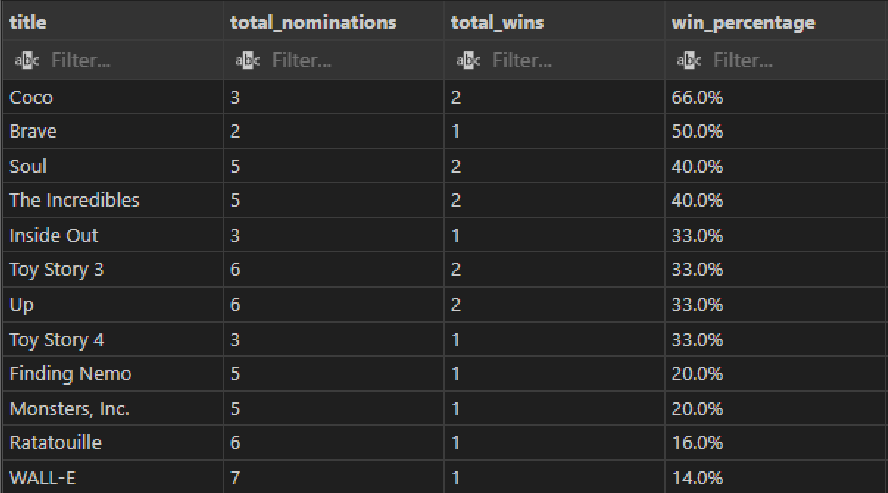 title total_nominations total_wins win_percentage
abc Filter... abc Filter... abc Filter... abc Filter...
Coco 3 2 66.0%
Brave 2 1 50.0%
Soul 5 2 40.0%
The Incredibles 5 2 40.0%
Inside Out 3 1 33.0%
Toy Story 3 6 2 33.0%
Up 6 2 33.0%
Toy Story 4 3 1 33.0%
Finding Nemo 5 1 20.0%
Monsters, Inc. 5 1 20.0%
Ratatouille 6 1 16.0%
WALL-E 7 1 14.0%